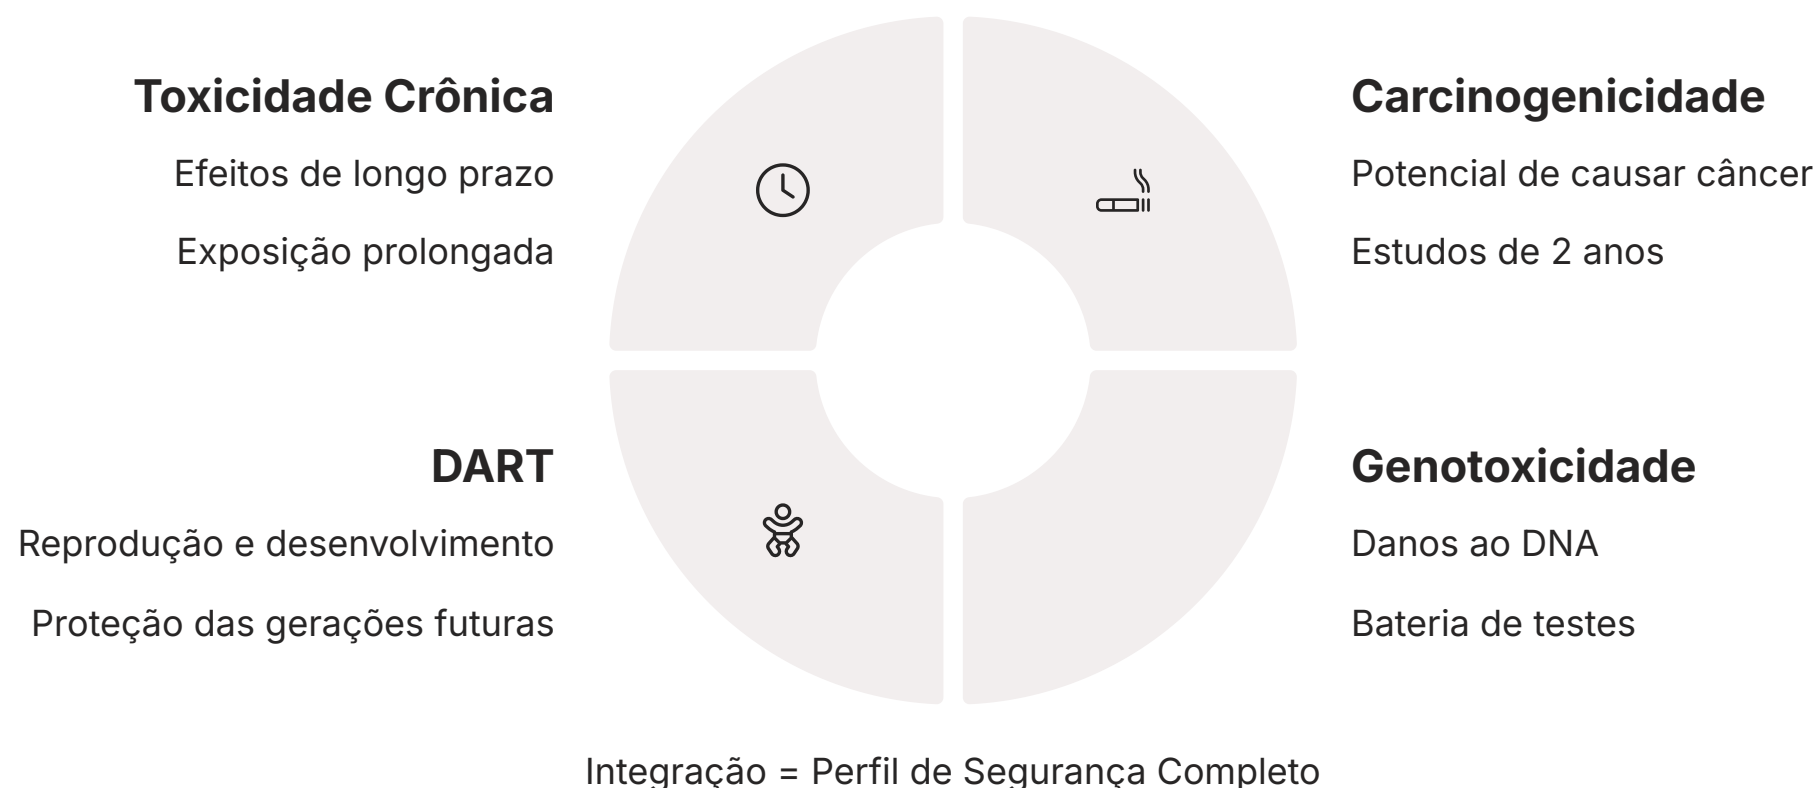 Toxicidade Crônica
Efeitos de longo prazo
Exposição prolongada
Carcinogenicidade
Potencial de causar câncer
Estudos de 2 anos
DART
Reprodução e desenvolvimento
Proteção das gerações futuras
Genotoxicidade
Danos ao DNA
Bateria de testes
Integração = Perfil de Segurança Completo